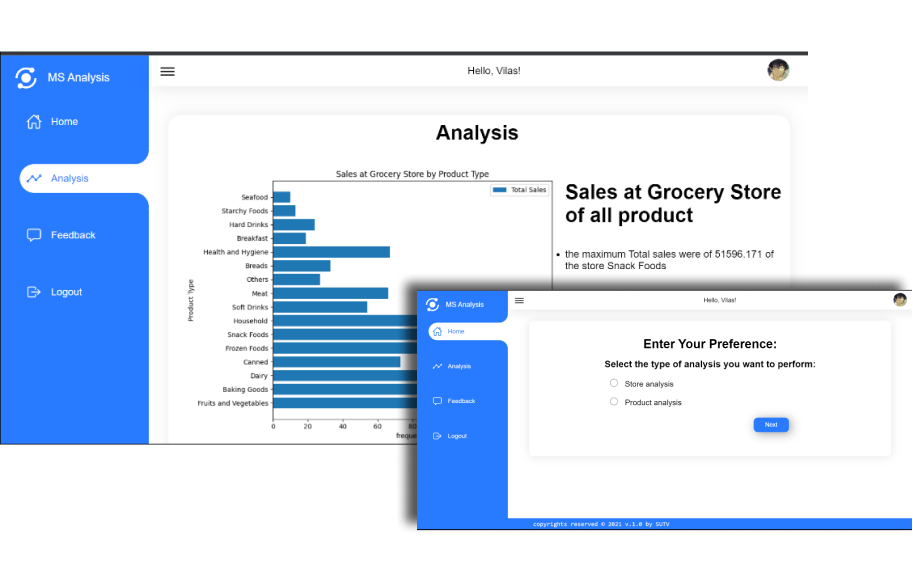 MS Analysis
Hello, Vilas!
Home
Analysis
Feedback
Logout
Analysis
Sales at Grocery Store by Product Type
Total Sales
Product Type
Seafood
Starchy Foods
Hard Drinks
Breakfast
Health and Hygiene
Breads
Others
Meat
Soft Drinks
Household
Snack Foods
Frozen Foods
Canned
Dairy
Baking Goods
Fruits and Vegetables
0 20 40 60 80
Sales at Grocery Store
of all product
• the maximum Total sales were of 51596.171 of
the store Snack Foods
MS Analysis
Hello, Vilas!
Home
Analysis
Feedback
Logout
Enter Your Preference:
Select the type of analysis you want to perform:
Store analysis
Product analysis
Next
copyrights reserved © 2021 v.1.0 by SUTV